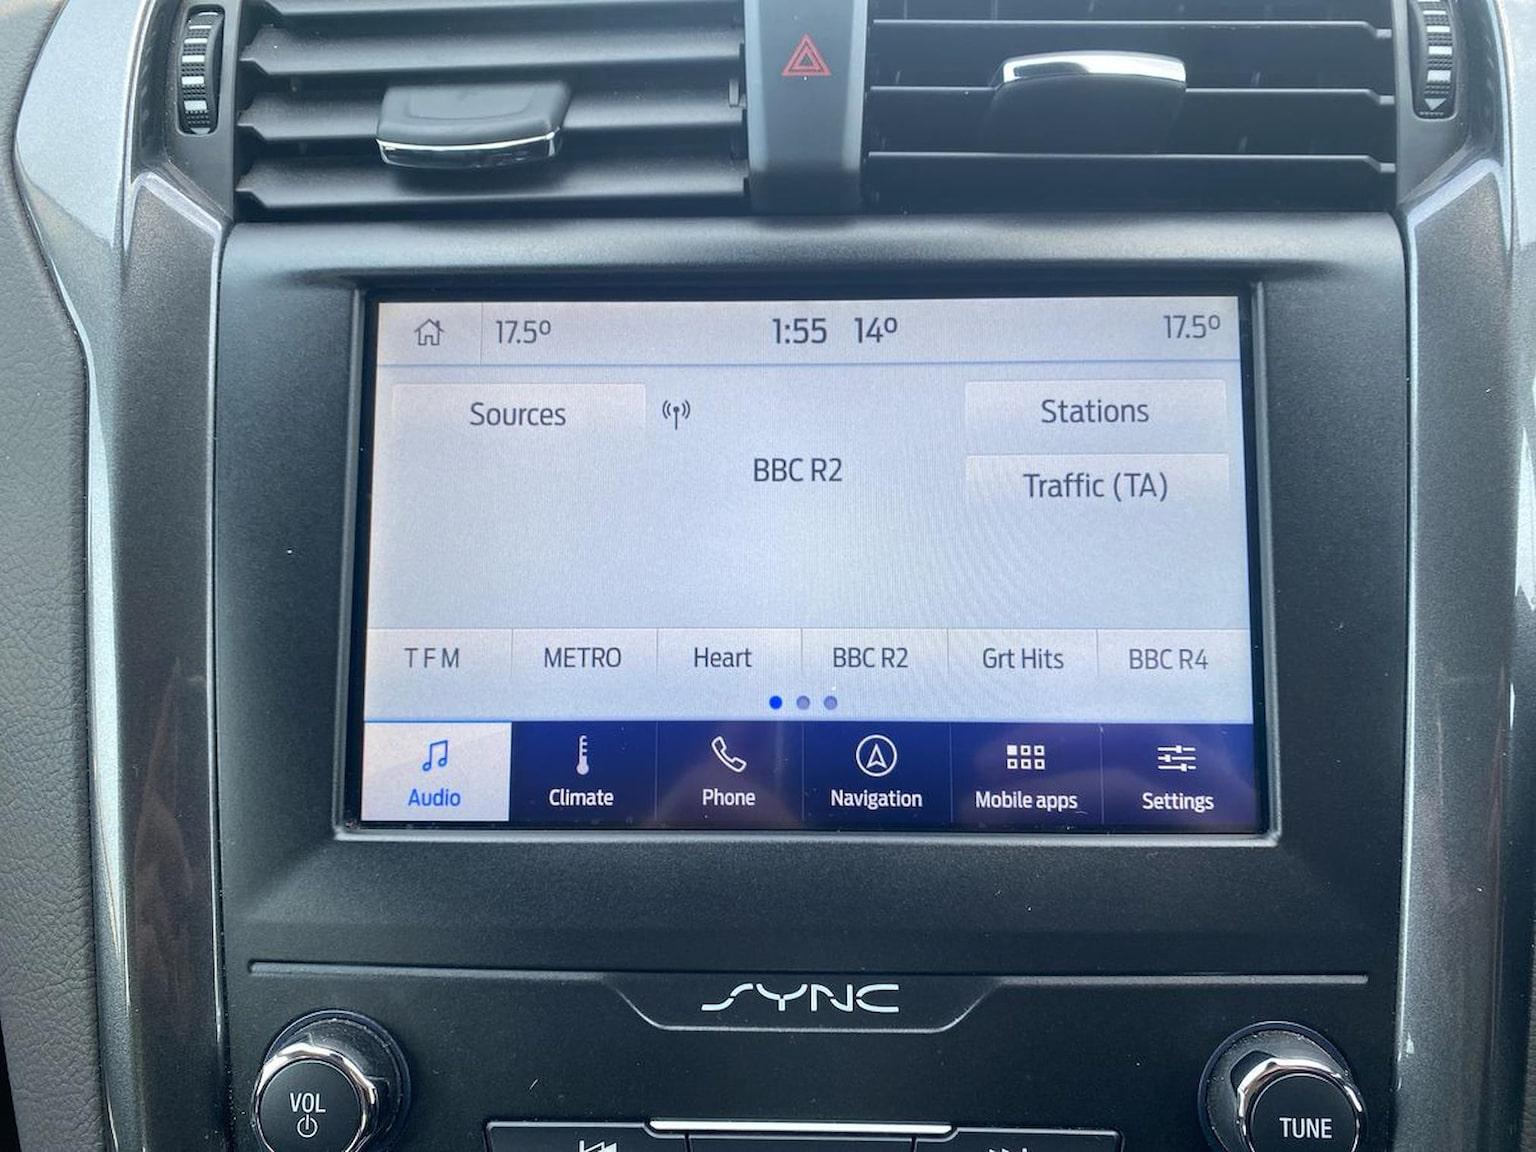 17.5° 1:55 14° 17.5°
Sources Stations
BBC R2
Traffic (TA)
TFM METRO Heart BBC R2 Grt Hits BBC R4
Audio Climate Phone Navigation Mobile apps Settings
SYNC
VOL TUNE